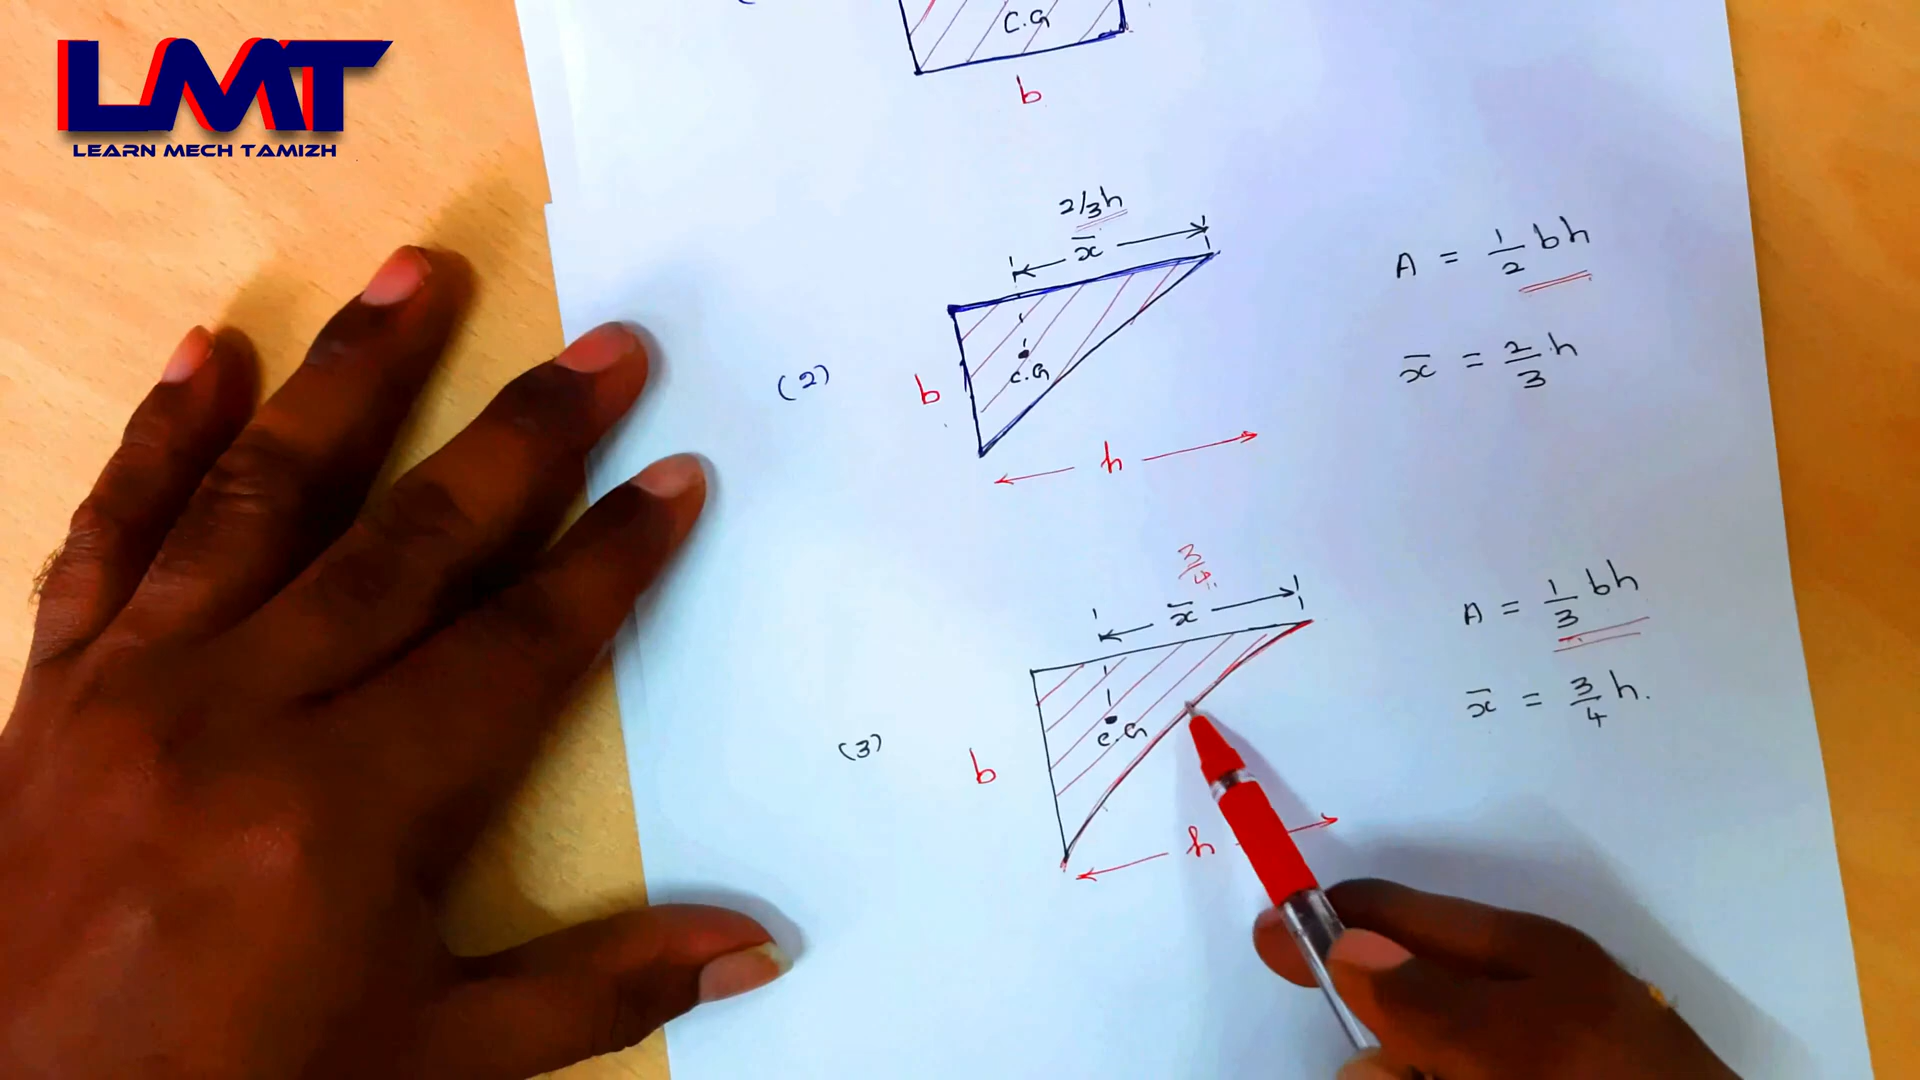 LMT
LEARN MECH TAMIZH
C.G
b
2/3h
x̄
A = 1/2 bh
x̄ = 2/3 h
(2)
b
C.G
h
3/4
x̄
A = 1/3 bh
x̄ = 3/4 h.
(3)
b
C.G
h